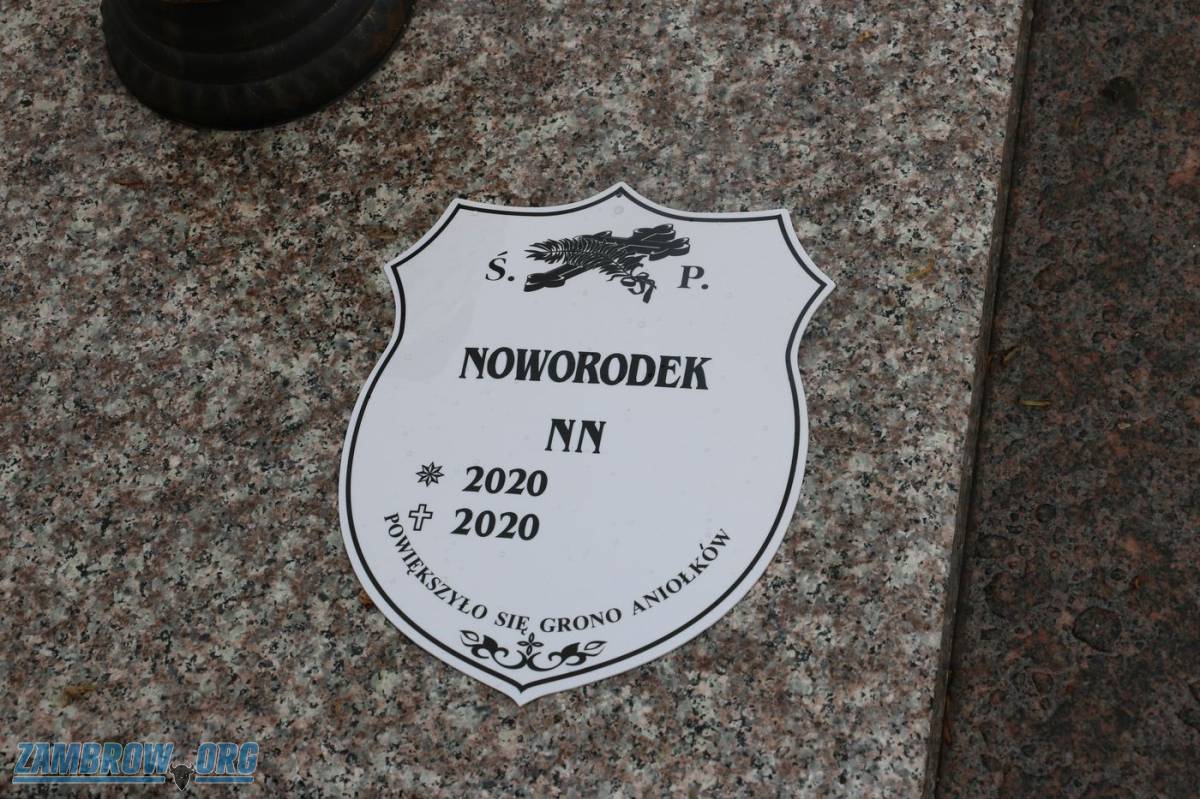 Ś. P.
NOWORODEK
NN
2020
2020
POWIĘKSZYŁO SIĘ GRONO ANIOŁKÓW
ZAMBROW.ORG